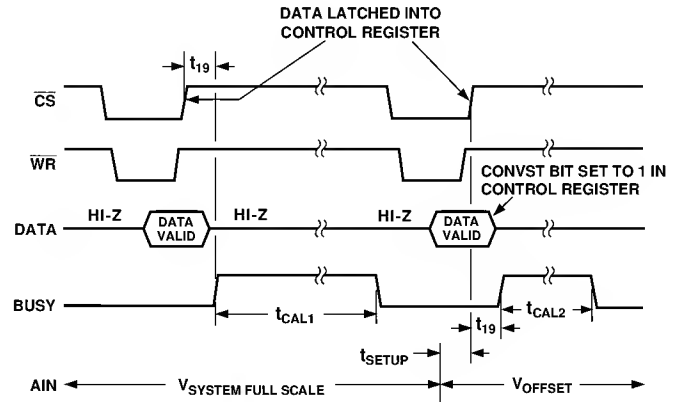 DATA LATCHED INTO
CONTROL REGISTER
t19
CS
WR
CONVST BIT SET TO 1 IN
CONTROL REGISTER
DATA
HI-Z
DATA
VALID
HI-Z
HI-Z
DATA
VALID
BUSY
tCAL1
t19
tCAL2
tSETUP
AIN
VSYSTEM FULL SCALE
VOFFSET